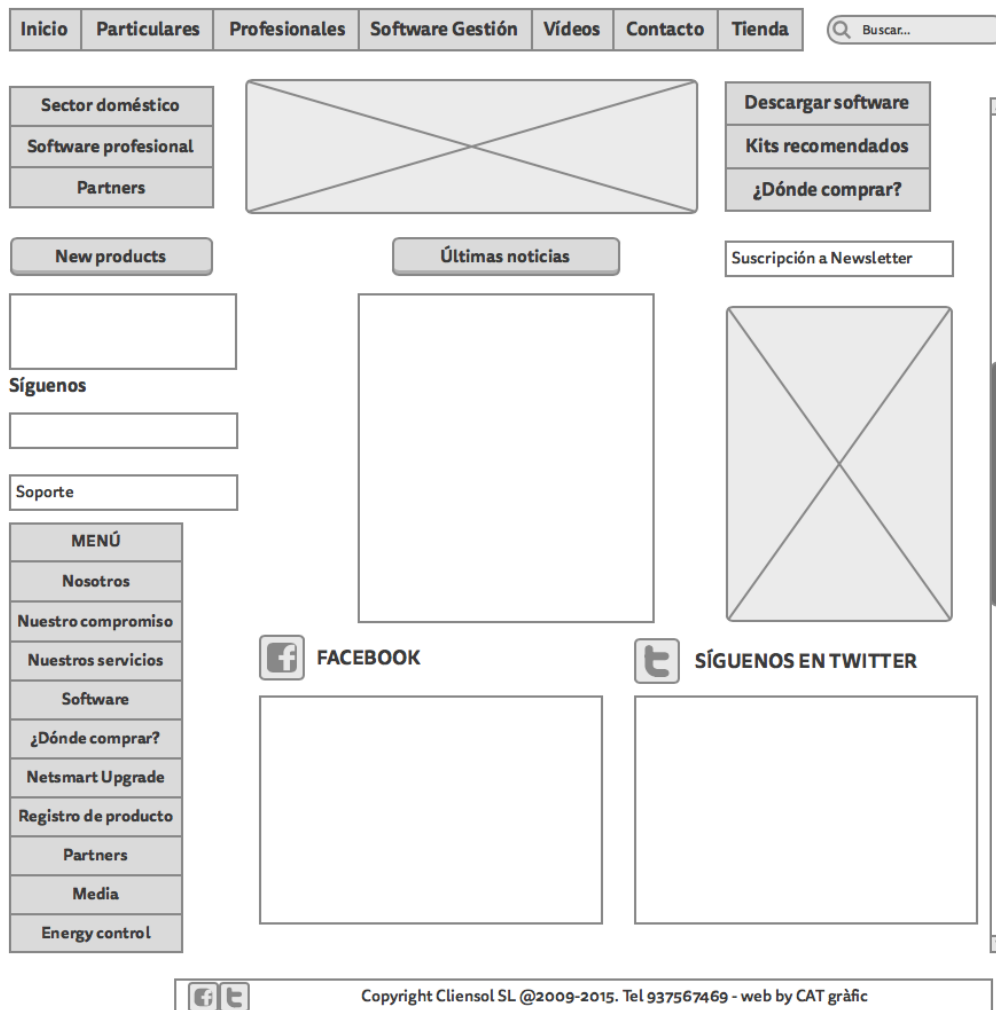 Inicio
Particulares
Profesionales
Software Gestión
Vídeos
Contacto
Tienda
Buscar...
Sector doméstico
Software profesional
Partners
Descargar software
Kits recomendados
¿Dónde comprar?
New products
Últimas noticias
Suscripción a Newsletter
Síguenos
Soporte
MENÚ
Nosotros
Nuestro compromiso
Nuestros servicios
Software
¿Dónde comprar?
Netsmart Upgrade
Registro de producto
Partners
Media
Energy control
FACEBOOK
SÍGUENOS EN TWITTER
Copyright Cliensol SL @2009-2015. Tel 937567469 - web by CAT gràfic